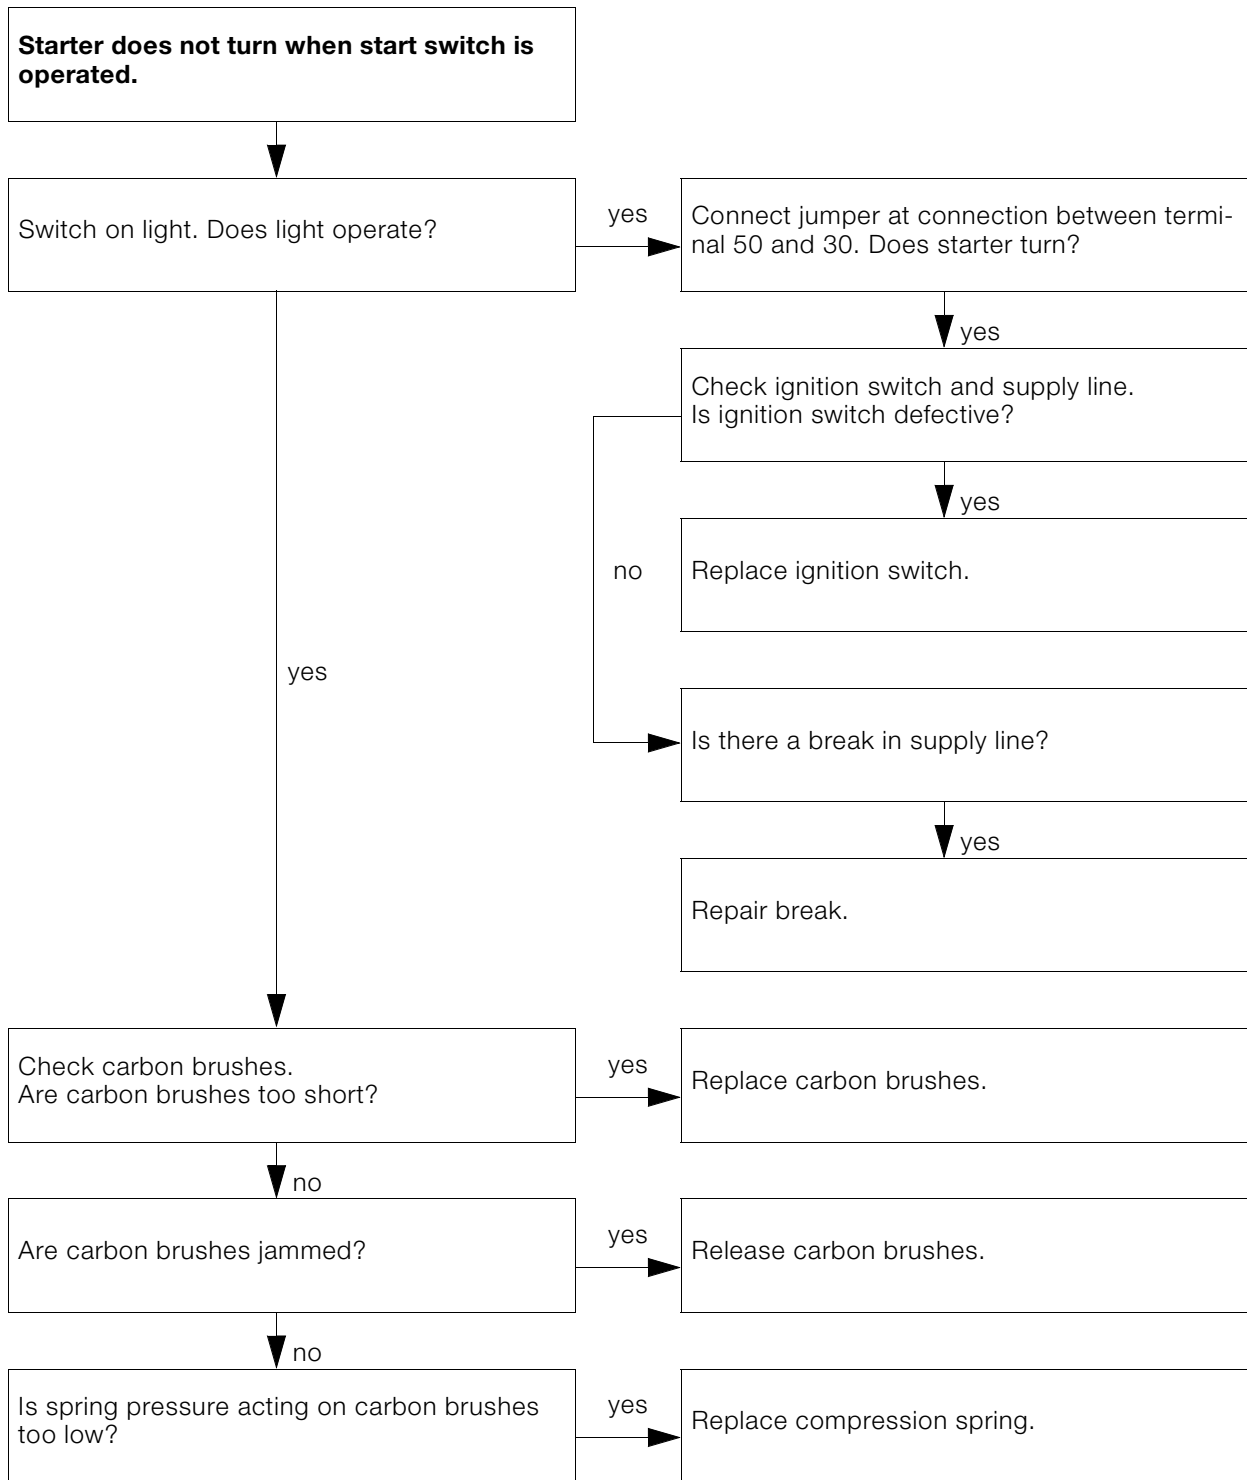 Starter does not turn when start switch is
operated.
Switch on light. Does light operate?
yes
Connect jumper at connection between termi-
nal 50 and 30. Does starter turn?
yes
Check ignition switch and supply line.
Is ignition switch defective?
yes
no
Replace ignition switch.
yes
Is there a break in supply line?
yes
Repair break.
Check carbon brushes.
Are carbon brushes too short?
yes
Replace carbon brushes.
no
Are carbon brushes jammed?
yes
Release carbon brushes.
no
Is spring pressure acting on carbon brushes
too low?
yes
Replace compression spring.